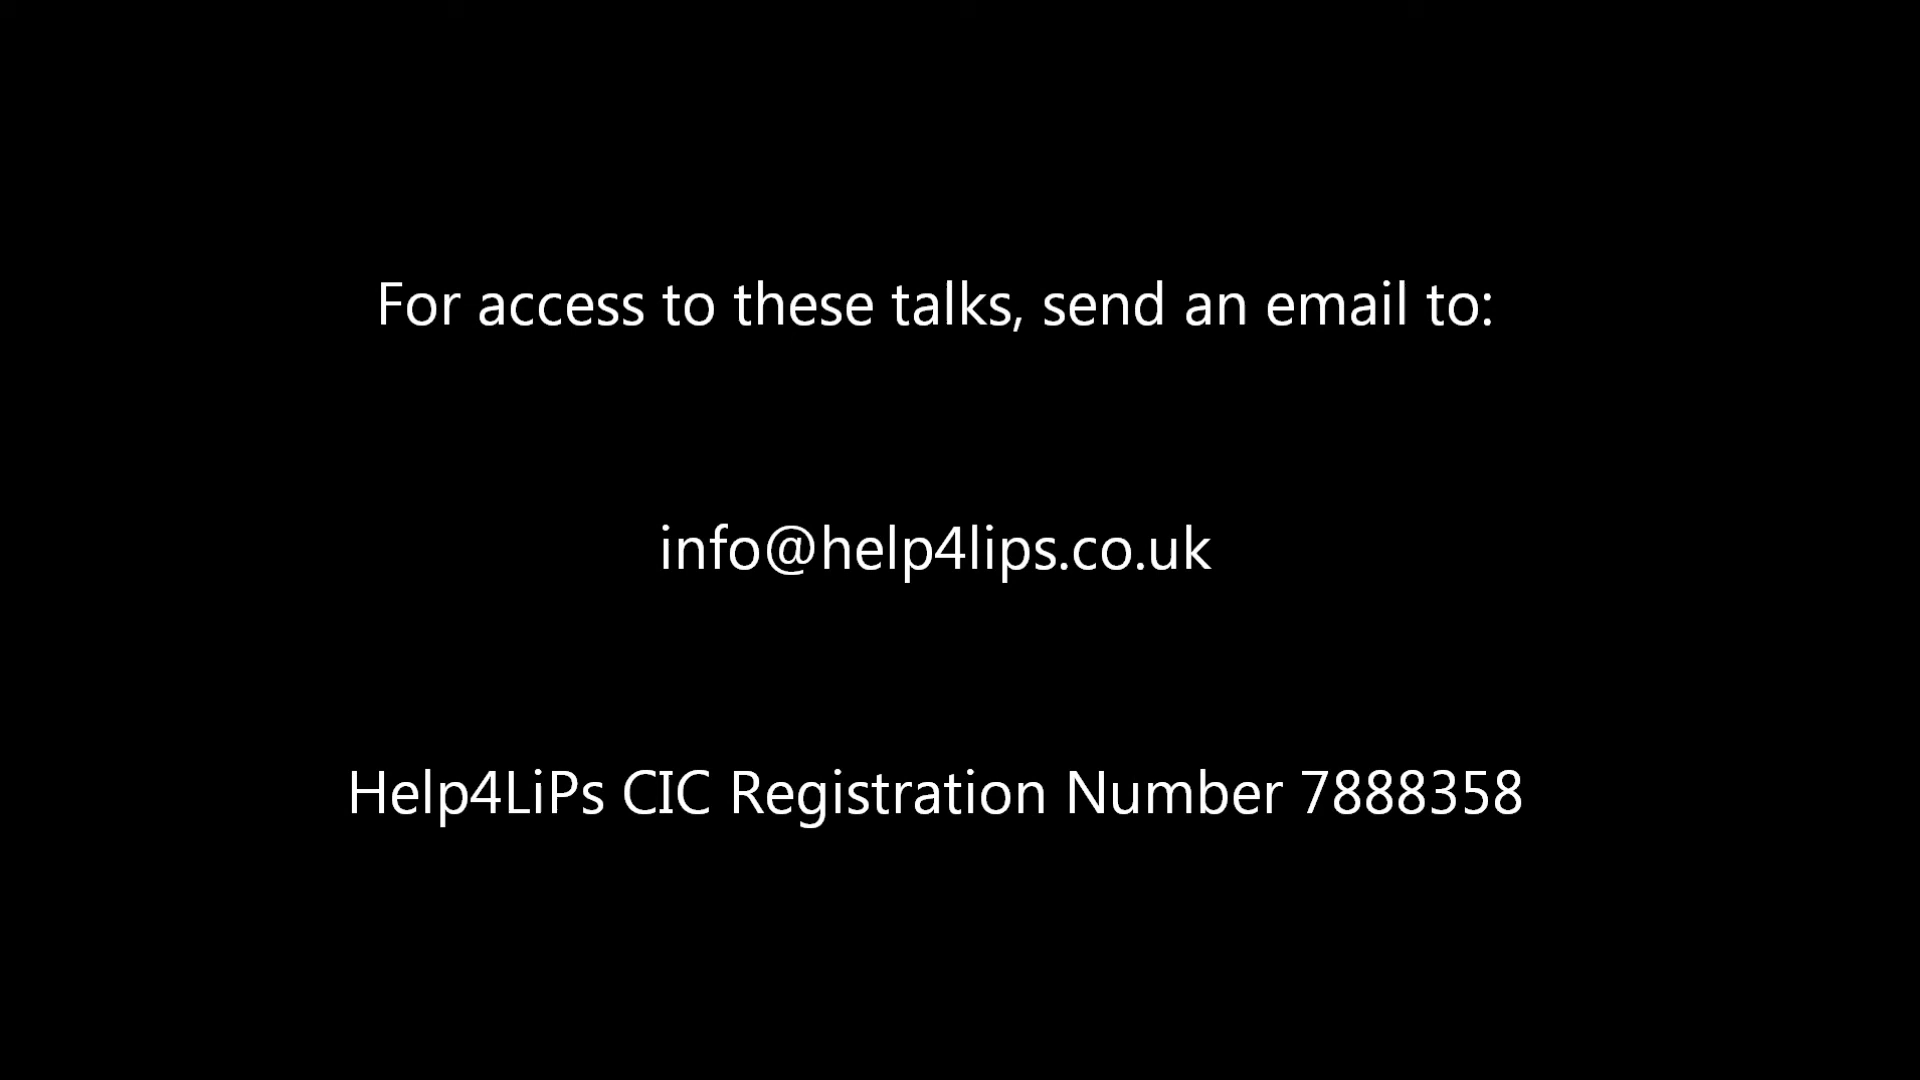 For access to these talks, send an email to:
info@help4lips.co.uk
Help4LiPs CIC Registration Number 7888358